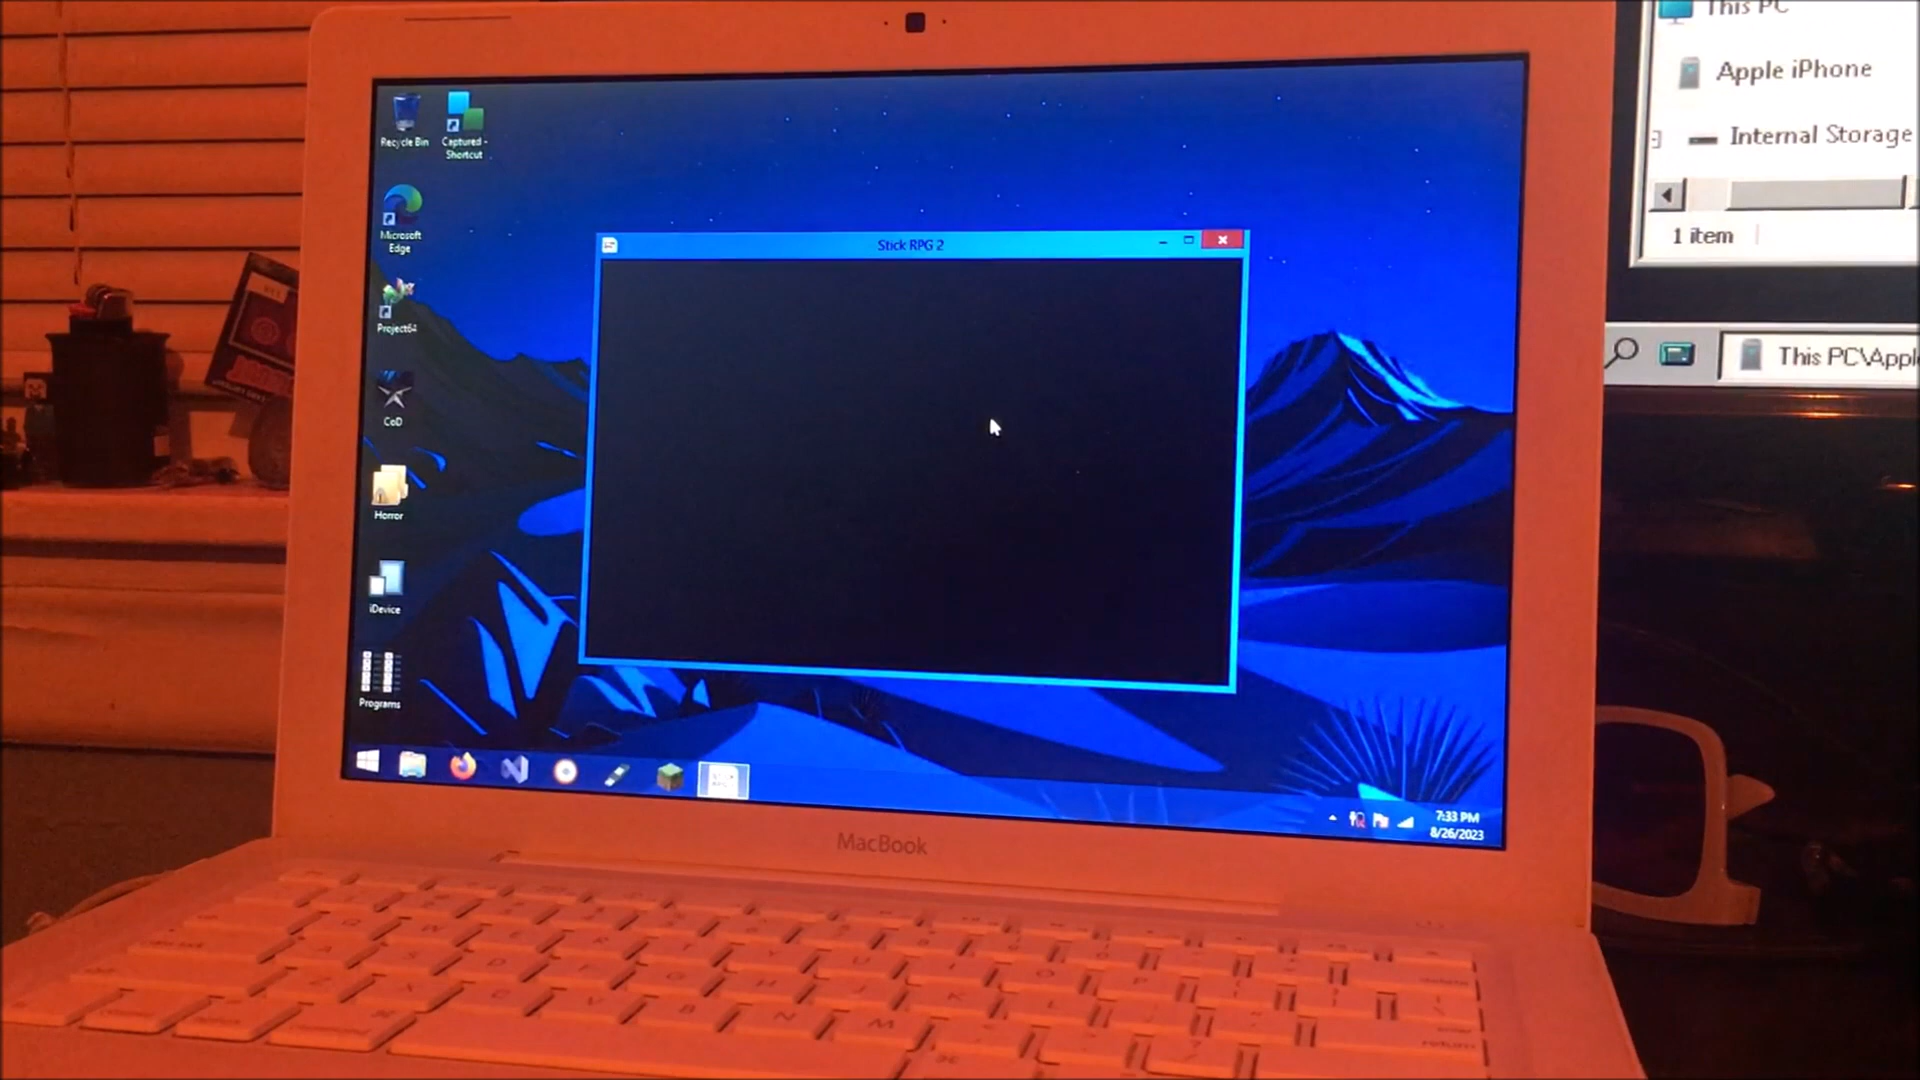 Recycle Bin
Captured -
Shortcut
Microsoft
Edge
Project64
CoD
Horror
iDevice
Programs
Stick RPG 2
7:33 PM
8/26/2023
MacBook
This PC
Apple iPhone
Internal Storage
1 item
This PC\Appl
Q W E R T Y U I O P
A S D F G H J K L
Z X C V B N M